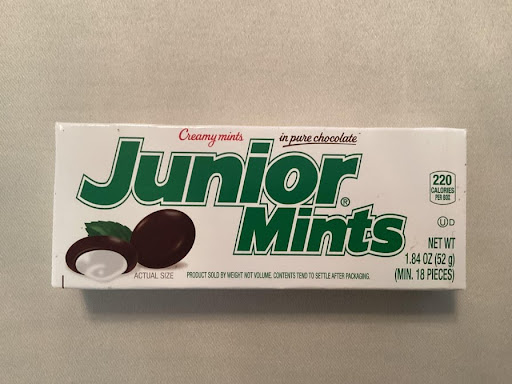 Creamy mints in pure chocolate
Junior
Mints®
220
CALORIES
PER BOX
Ⓤ D
NET WT
1.84 OZ (52 g)
(MIN. 18 PIECES)
ACTUAL SIZE
PRODUCT SOLD BY WEIGHT NOT VOLUME. CONTENTS TEND TO SETTLE AFTER PACKAGING.